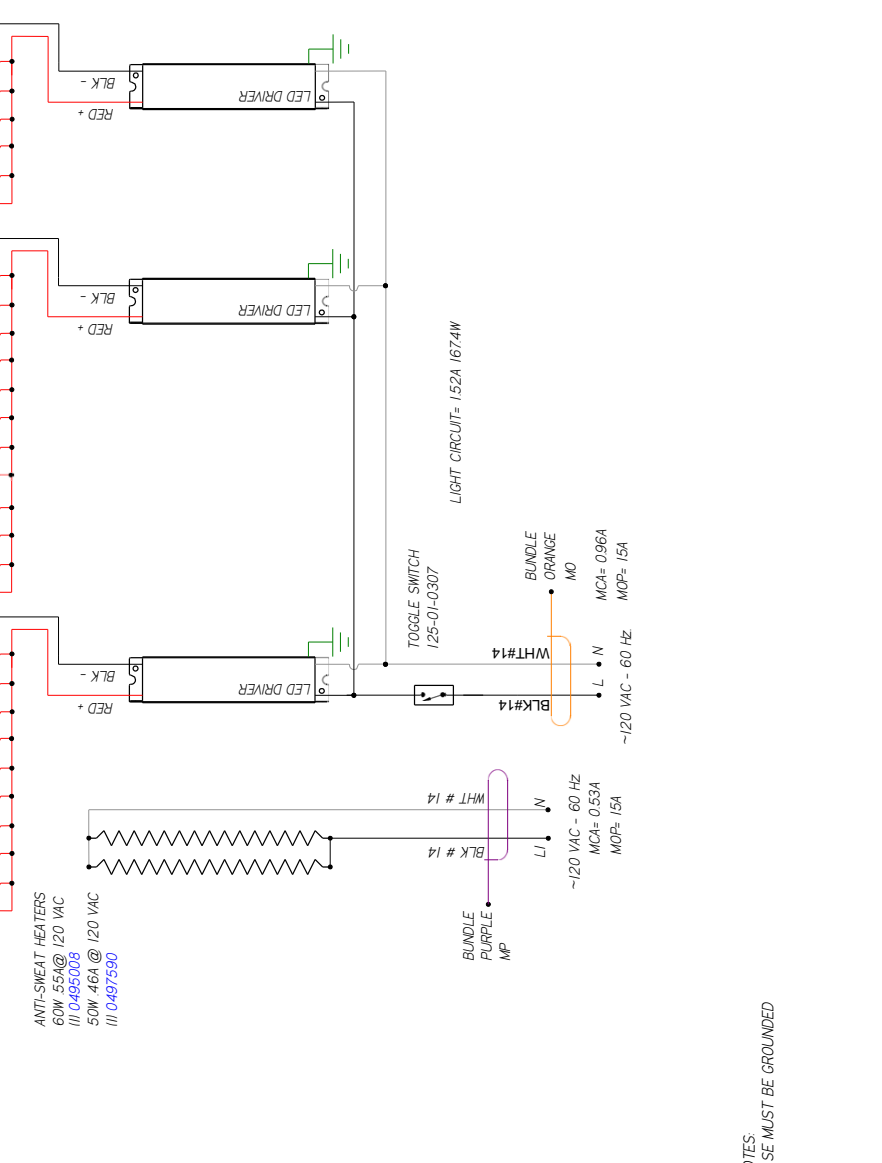 BLK -
RED +
LED DRIVER
BLK -
RED +
LED DRIVER
LIGHT CIRCUIT= 1.52A 167.4W
TOGGLE SWITCH
125-01-0307
BUNDLE
ORANGE
MO
MCA= 0.96A
MOP= 15A
BLK -
RED +
LED DRIVER
WHT#14
BLK#14
N
L
~120 VAC - 60 Hz.
WHT # 14
BLK # 14
N
L1
~120 VAC - 60 Hz
MCA= 0.53A
MOP= 15A
BUNDLE
PURPLE
MP
ANTI-SWEAT HEATERS
60W .55A@ 120 VAC
111 0495008
50W .46A @ 120 VAC
111 0497590
OTES:
SE MUST BE GROUNDED